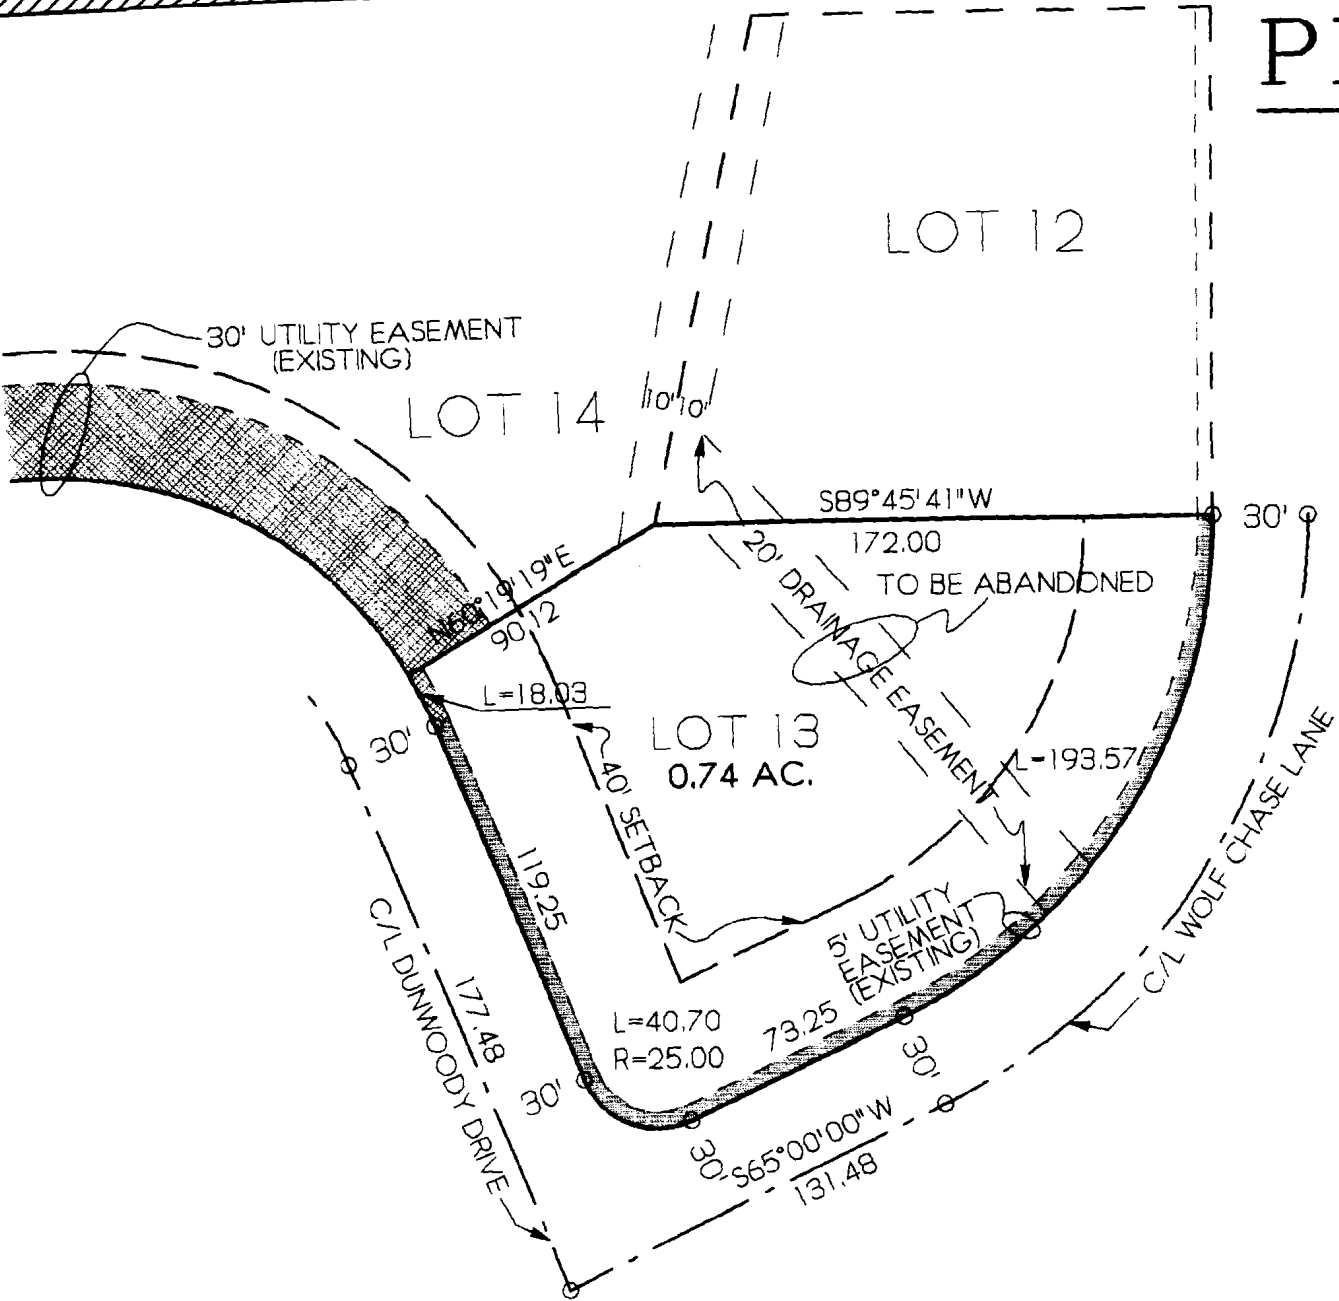 LOT 12
30' UTILITY EASEMENT
(EXISTING)
LOT 14
10' 10'
S89°45'41"W
172.00
30'
20' DRAINAGE EASEMENT
TO BE ABANDONED
N60°19'19"E
90.12
L=18.03
30'
LOT 13
0.74 AC.
L=193.57
40' SETBACK
119.25
C/L DUNWOODY DRIVE
177.48
5' UTILITY
EASEMENT
(EXISTING)
C/L WOLF CHASE LANE
L=40.70
R=25.00
73.25
30'
30'
30'
S65°00'00"W
131.48